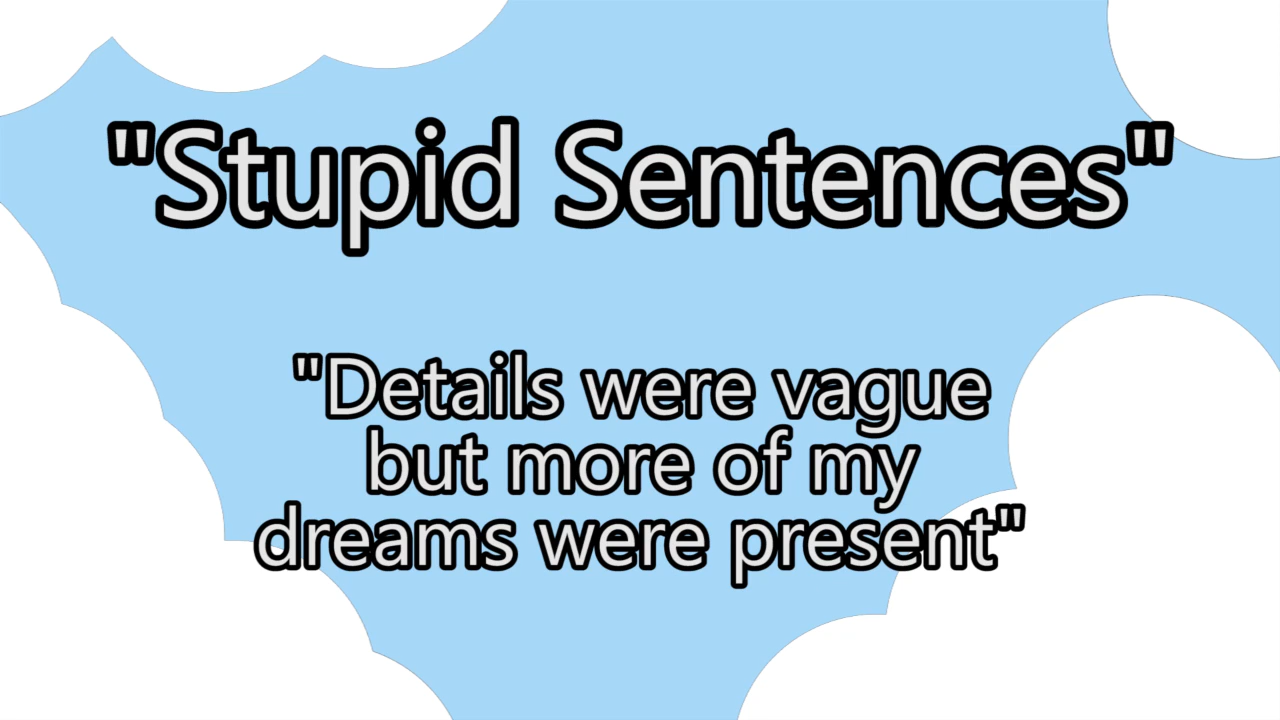 "Stupid Sentences"
"Details were vague
but more of my
dreams were present"